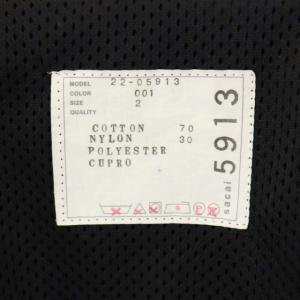 MODEL 22-05913
COLOR 001
SIZE 2
QUALITY
COTTON 70
NYLON 30
POLYESTER
CUPRO
sacai 5913